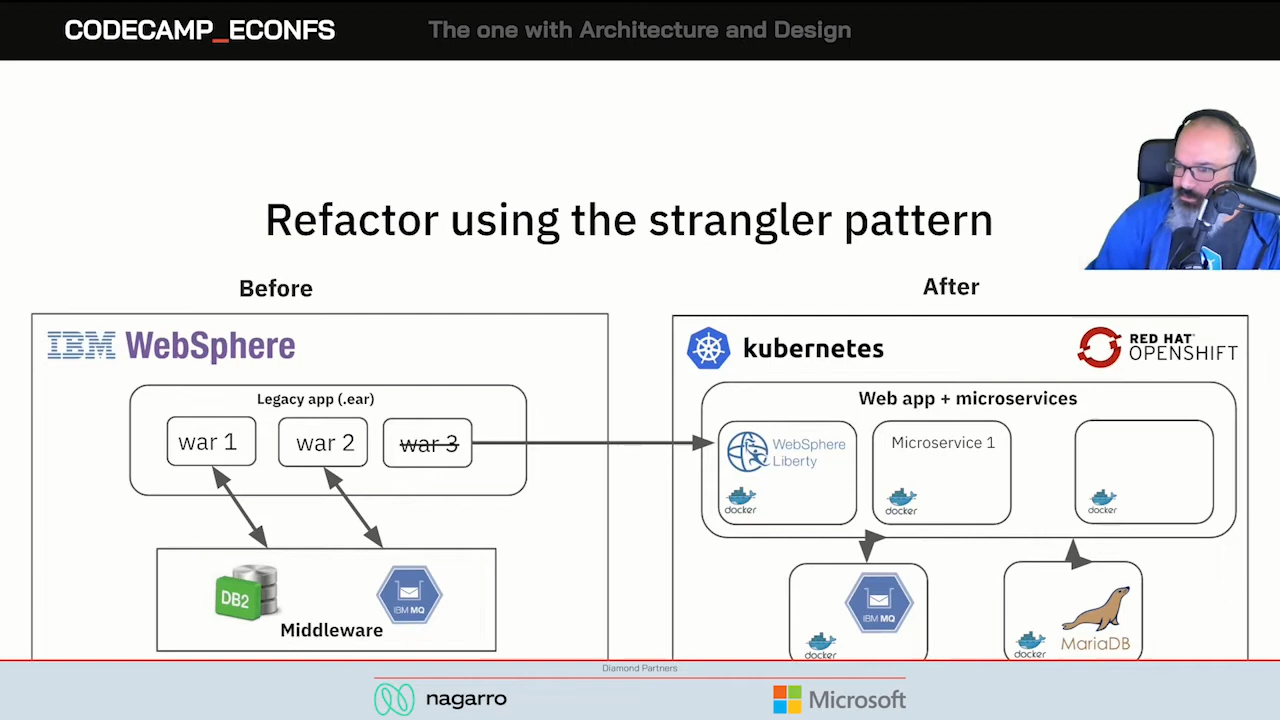 CODECAMP_ECONFS
The one with Architecture and Design
Refactor using the strangler pattern
Before
After
IBM WebSphere
kubernetes
RED HAT
OPENSHIFT
Legacy app (.ear)
war 1
war 2
war 3
Web app + microservices
WebSphere
Liberty
docker
Microservice 1
docker
docker
DB2
IBM MQ
Middleware
IBM MQ
docker
MariaDB
docker
Diamond Partners
nagarro
Microsoft